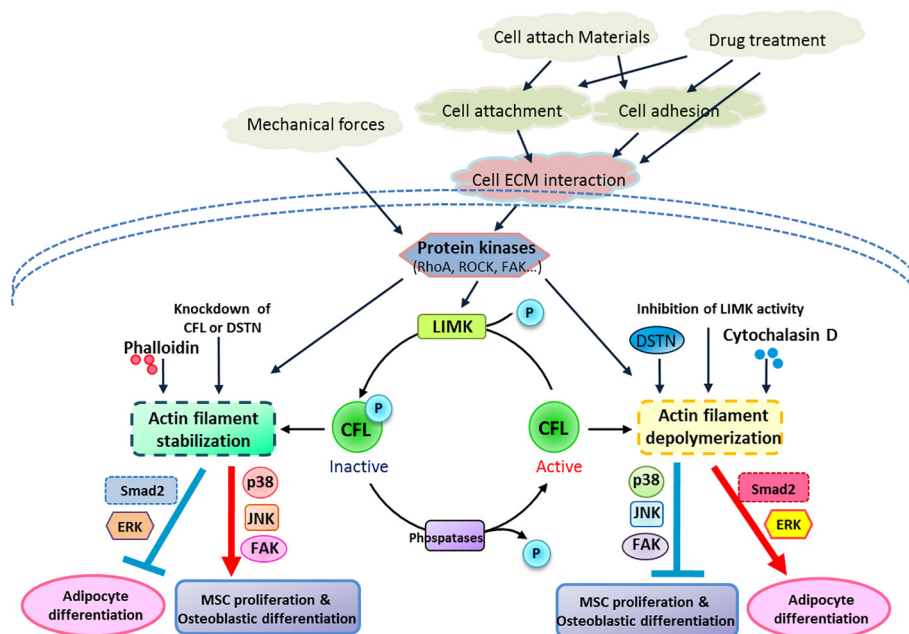 Cell attach Materials
Drug treatment
Mechanical forces
Cell attachment
Cell adhesion
Cell ECM interaction
Protein kinases
(RhoA, ROCK, FAK...)
Knockdown of
CFL or DSTN
Phalloidin
LIMK
P
Inhibition of LIMK activity
DSTN
Cytochalasin D
Actin filament
stabilization
P
CFL
Inactive
CFL
Active
Actin filament
depolymerization
Smad2
ERK
p38
JNK
FAK
Phospatases
P
p38
JNK
FAK
Smad2
ERK
Adipocyte
differentiation
MSC proliferation &
Osteoblastic differentiation
MSC proliferation &
Osteoblastic differentiation
Adipocyte
differentiation